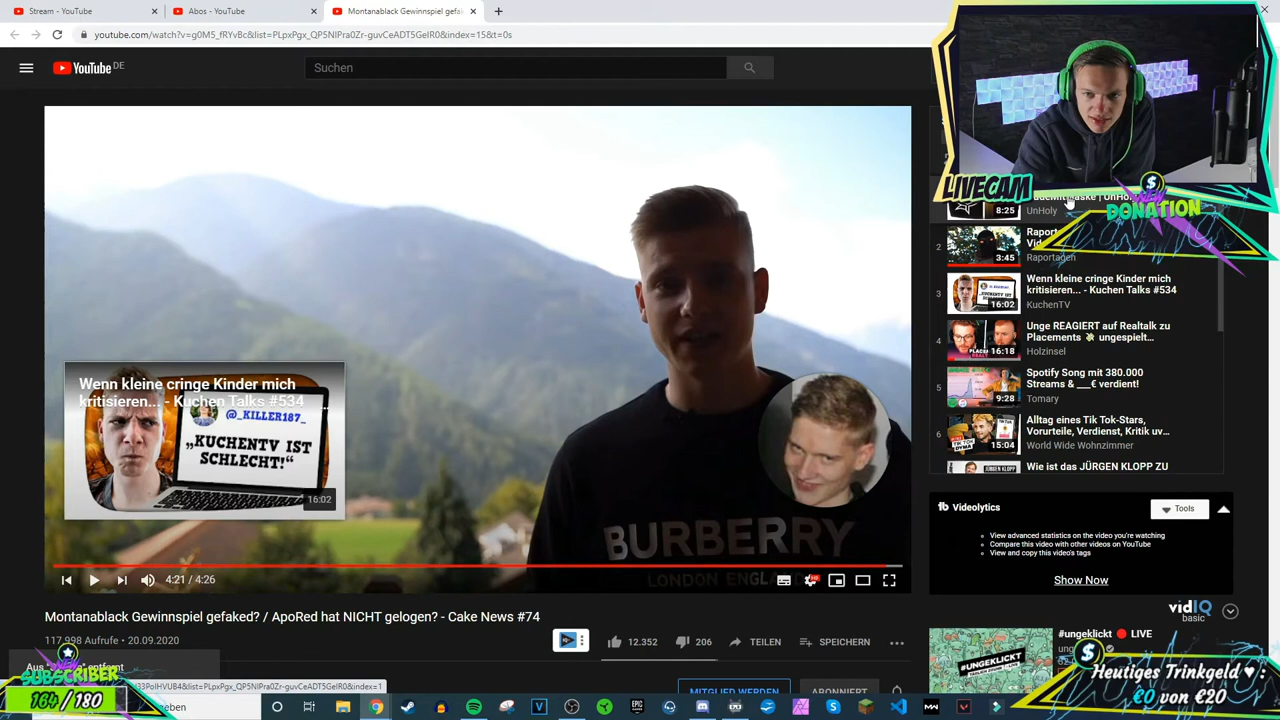 Stream - YouTube
Abos - YouTube
Montanablack Gewinnspiel gefak
youtube.com/watch?v=g0M5_fRYvBc&list=PLpxPgx_QP5NIPra0Zr-guvCeADT5GeIR0&index=15&t=0s
YouTube DE
Suchen
LIVECAM
NEW
DONATION
8:25
UnHoly
2
Raportagen
3:45
3
Wenn kleine cringe Kinder mich
kritisieren... - Kuchen Talks #534
KuchenTV
16:02
4
Unge REAGIERT auf Realtalk zu
Placements 💸 ungespielt...
Holzinsel
16:18
5
Spotify Song mit 380.000
Streams & ___€ verdient!
Tomary
9:28
6
Alltag eines Tik Tok-Stars,
Vorurteile, Verdienst, Kritik uv...
World Wide Wohnzimmer
15:04
Wie ist das JÜRGEN KLOPP ZU
Wenn kleine cringe Kinder mich
kritisieren... - Kuchen Talks #534
@_KILLER187_
„KUCHENTV IST
SCHLECHT!“
16:02
BURBERRY
LONDON ENGLAND
4:21 / 4:26
HD
Videolytics
Tools
View advanced statistics on the video you're watching
Compare this video with other videos on YouTube
View and copy this video's tags
Show Now
vidIQ
basic
Montanablack Gewinnspiel gefaked? / ApoRed hat NICHT gelogen? - Cake News #74
117.998 Aufrufe • 20.09.2020
12.352
206
TEILEN
SPEICHERN
#UNGEKLICKT
#ungeklickt 🔴 LIVE
MITGLIED WERDEN
ABONNIERT
NEW
SUBSCRIBER
164/180
Heutiges Trinkgeld ♥ :
€0 von €20